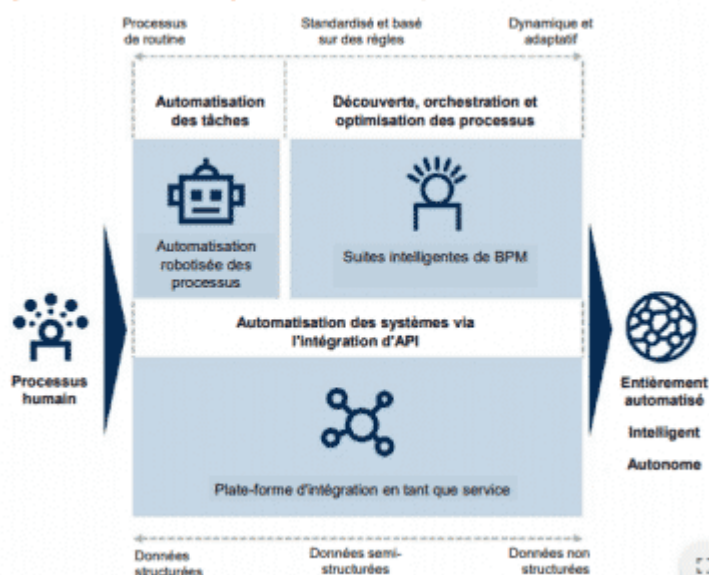 Processus
de routine
Standardisé et basé
sur des règles
Dynamique et
adaptatif
Automatisation
des tâches
Découverte, orchestration et
optimisation des processus
Automatisation
robotisée des
processus
Suites intelligentes de BPM
Automatisation des systèmes via
l'intégration d'API
Processus
humain
Entièrement
automatisé
Intelligent
Autonome
Plate-forme d'intégration en tant que service
Données
structurées
Données semi-
structurées
Données non
structurées